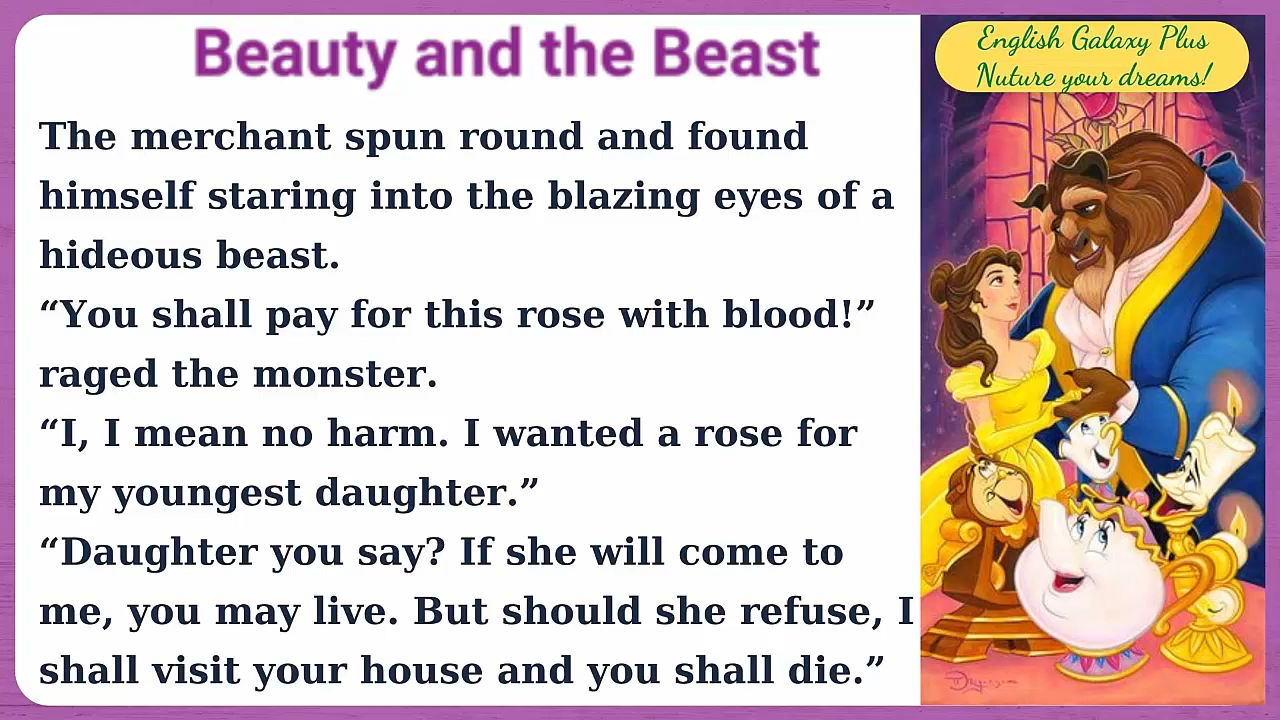 Beauty and the Beast
English Galaxy Plus
Nuture your dreams!
The merchant spun round and found
himself staring into the blazing eyes of a
hideous beast.
“You shall pay for this rose with blood!”
raged the monster.
“I, I mean no harm. I wanted a rose for
my youngest daughter.”
“Daughter you say? If she will come to
me, you may live. But should she refuse, I
shall visit your house and you shall die.”